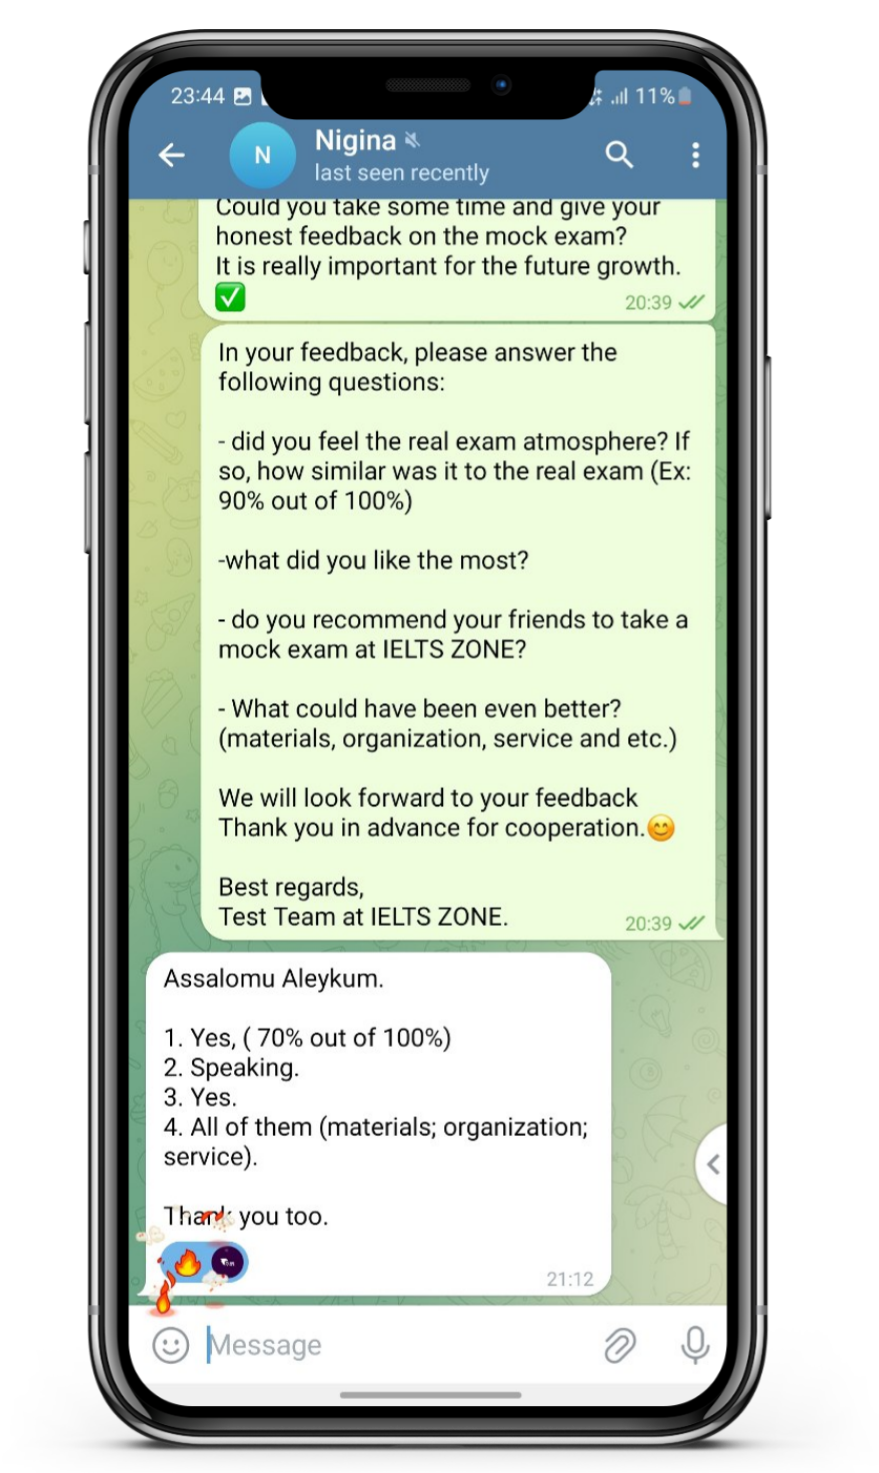 23:44
11%
N
Nigina
last seen recently
Could you take some time and give your
honest feedback on the mock exam?
It is really important for the future growth.
✅
20:39
In your feedback, please answer the
following questions:
- did you feel the real exam atmosphere? If
so, how similar was it to the real exam (Ex:
90% out of 100%)
-what did you like the most?
- do you recommend your friends to take a
mock exam at IELTS ZONE?
- What could have been even better?
(materials, organization, service and etc.)
We will look forward to your feedback
Thank you in advance for cooperation.😊
Best regards,
Test Team at IELTS ZONE.
20:39
Assalomu Aleykum.
1. Yes, ( 70% out of 100%)
2. Speaking.
3. Yes.
4. All of them (materials; organization;
service).
Thank you too.
🔥
21:12
Message